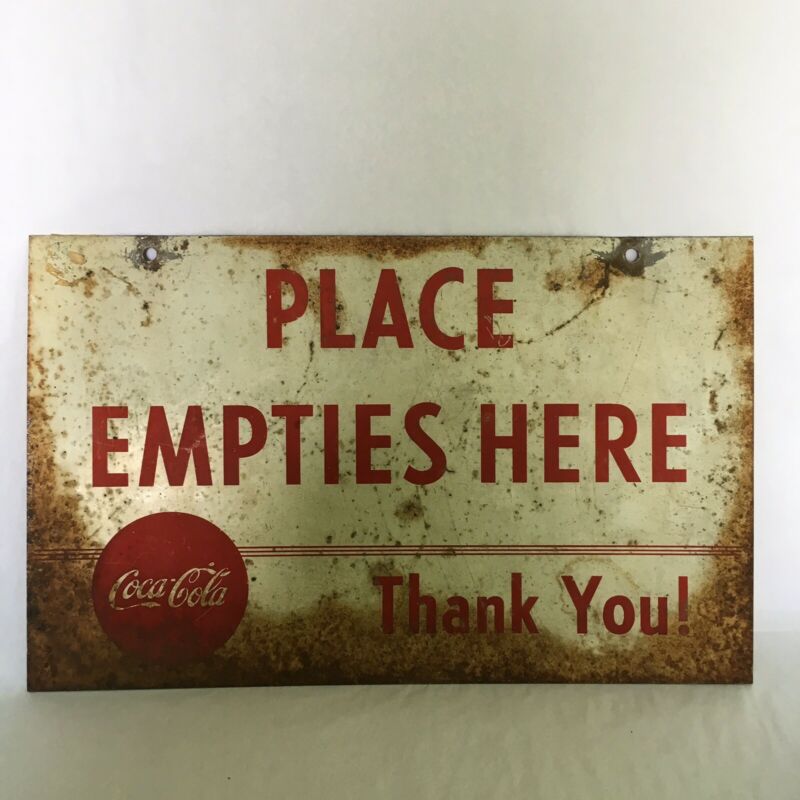 PLACE
EMPTIES HERE
Coca-Cola
Thank You!